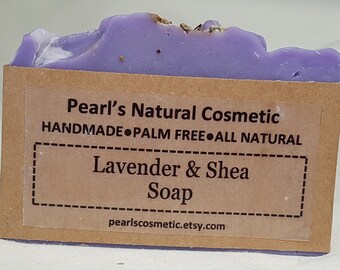 Pearl's Natural Cosmetic
HANDMADE●PALM FREE●ALL NATURAL
Lavender & Shea
Soap
pearlscosmetic.etsy.com